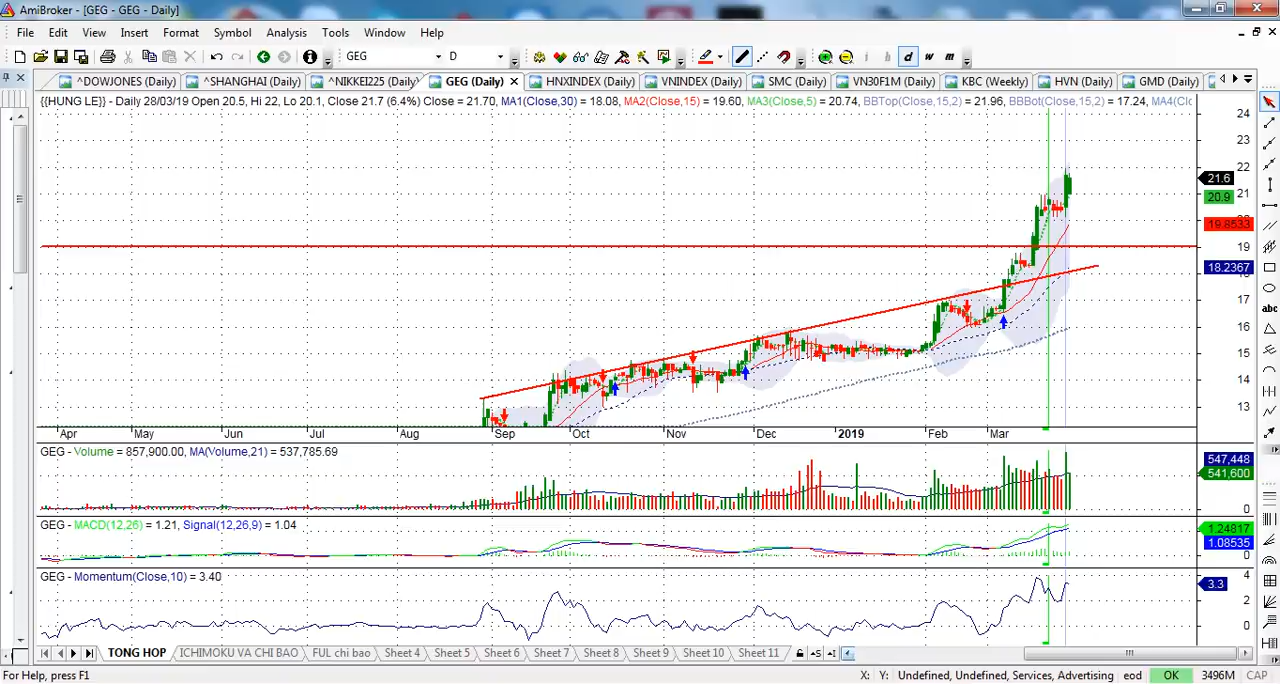 AmiBroker - [GEG - GEG - Daily]
File Edit View Insert Format Symbol Analysis Tools Window Help
GEG D i h d w m
^DOWJONES (Daily) ^SHANGHAI (Daily) ^NIKKEI225 (Daily) GEG (Daily) HNXINDEX (Daily) VNINDEX (Daily) SMC (Daily) VN30F1M (Daily) KBC (Weekly) HVN (Daily) GMD (Daily)
{{HUNG LE}} - Daily 28/03/19 Open 20.5, Hi 22, Lo 20.1, Close 21.7 (6.4%) Close = 21.70, MA1(Close,30) = 18.08, MA2(Close,15) = 19.60, MA3(Close,5) = 20.74, BBTop(Close,15,2) = 21.96, BBBot(Close,15,2) = 17.24, MA4(Clc
24
23
22
21.6
21
20.9
19.8533
19
18.2367
17
16
15
14
13
abc
Apr May Jun Jul Aug Sep Oct Nov Dec 2019 Feb Mar
GEG - Volume = 857,900.00, MA(Volume,21) = 537,785.69
547,448
541,600
0
GEG - MACD(12,26) = 1.21, Signal(12,26,9) = 1.04
1.24817
1.08535
0
GEG - Momentum(Close,10) = 3.40
4
3.3
2
0
TONG HOP ICHIMOKU VA CHI BAO FUL chi bao Sheet 4 Sheet 5 Sheet 6 Sheet 7 Sheet 8 Sheet 9 Sheet 10 Sheet 11
For Help, press F1 X: Y: Undefined, Undefined, Services, Advertising eod OK 3496M CAP